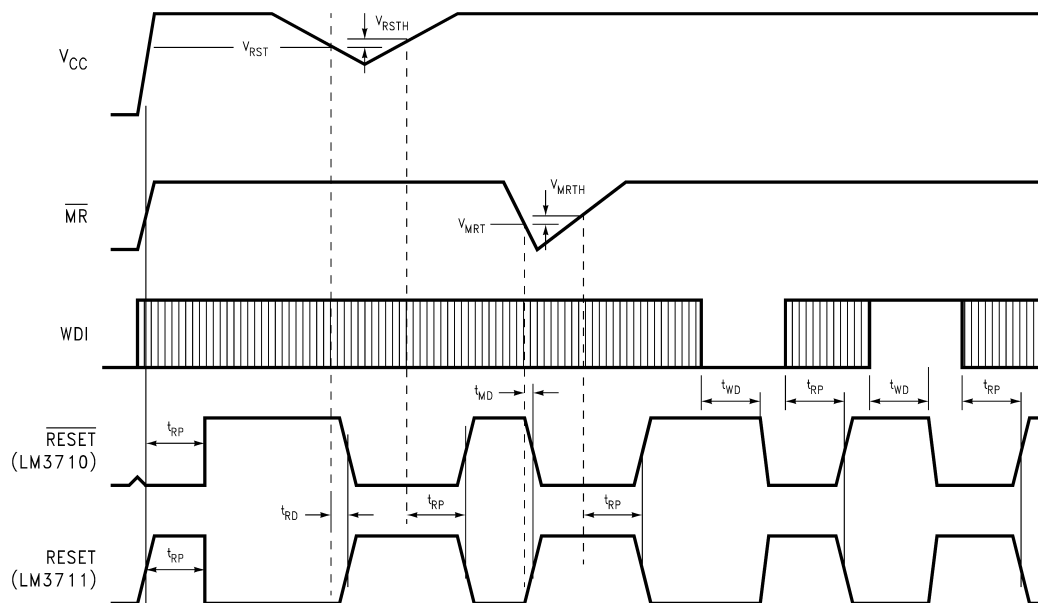 V_RSTH
V_RST
V_CC
V_MRTH
MR
V_MRT
WDI
t_MD
t_WD
t_RP
t_WD
t_RP
t_RP
RESET
(LM3710)
t_RD
t_RP
t_RP
t_RP
RESET
(LM3711)